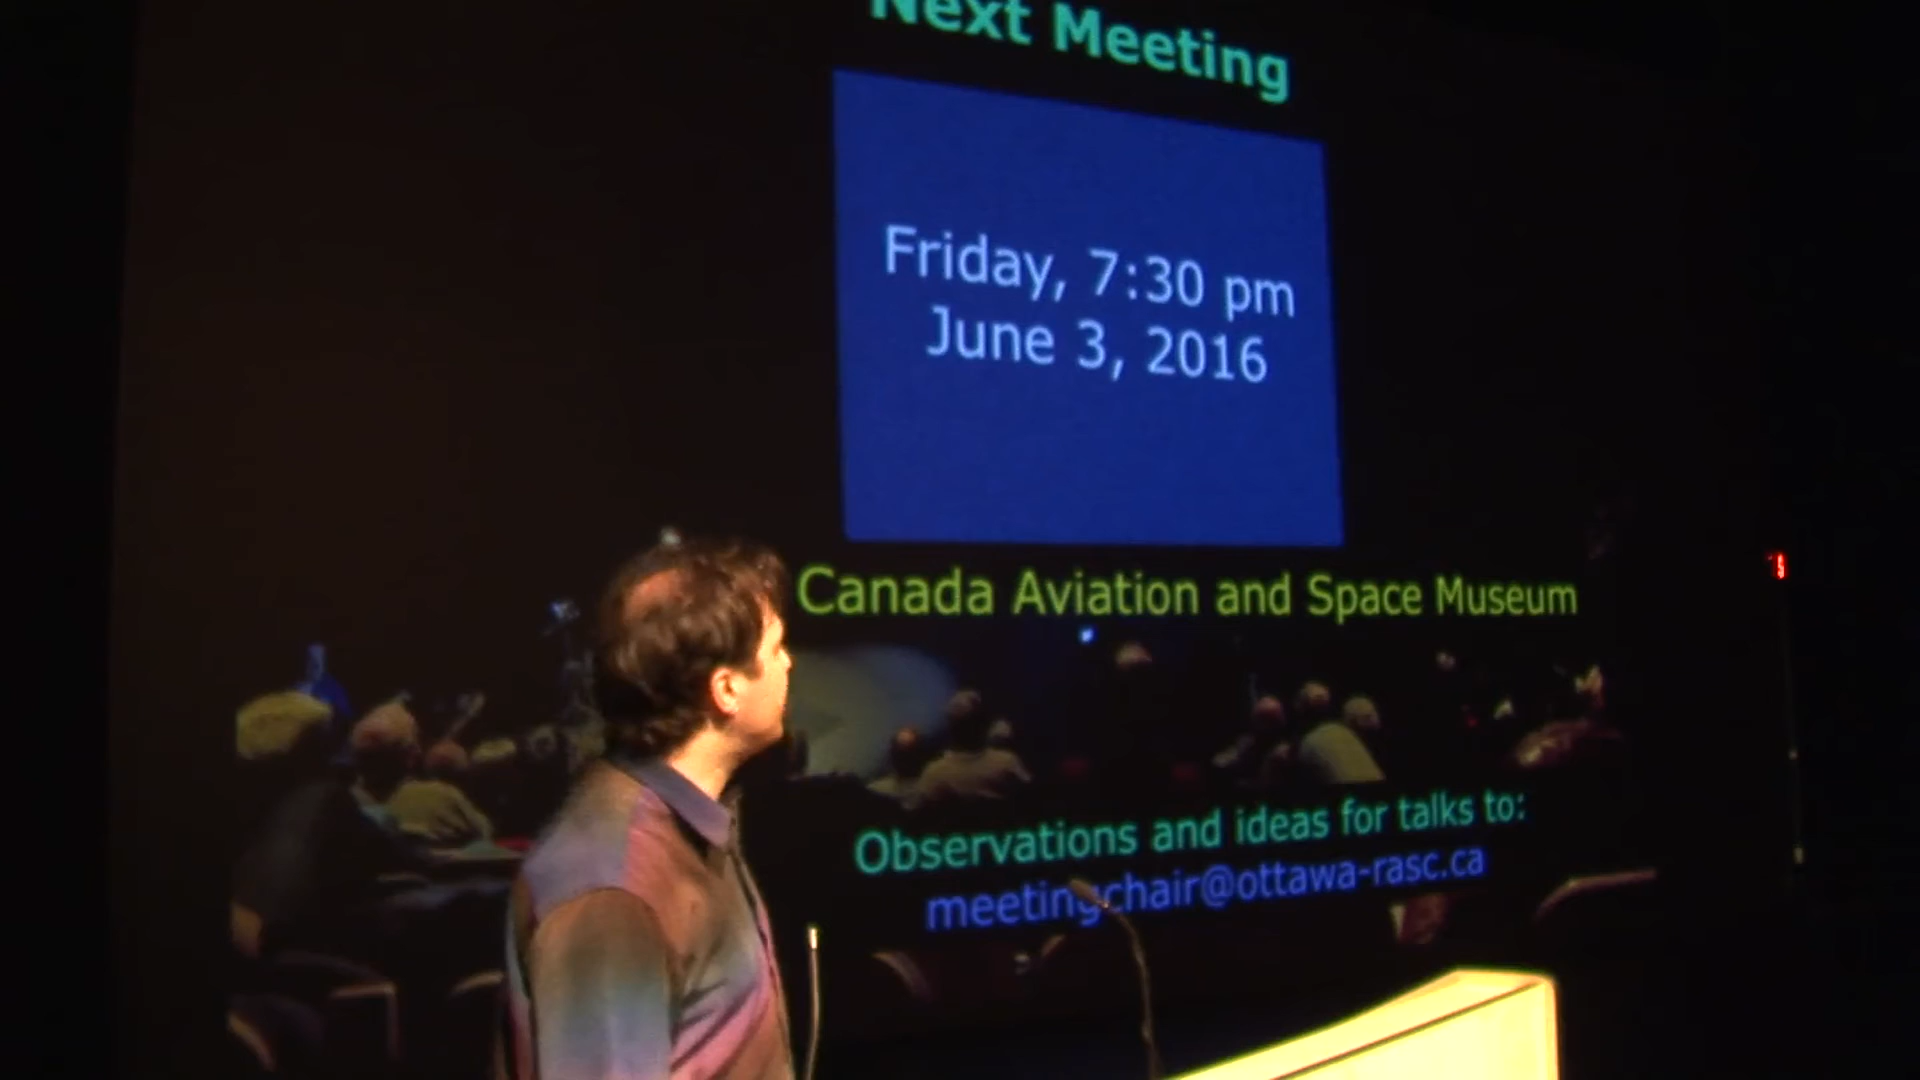 Next Meeting
Friday, 7:30 pm
June 3, 2016
Canada Aviation and Space Museum
Observations and ideas for talks to:
meetingchair@ottawa-rasc.ca